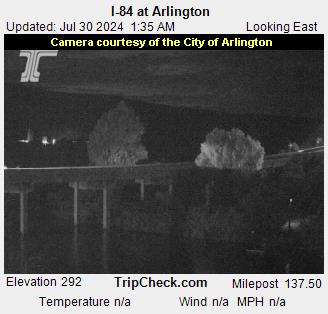 I-84 at Arlington
Updated: Jul 30 2024 1:35 AM Looking East
Camera courtesy of the City of Arlington
Elevation 292 TripCheck.com Milepost 137.50
Temperature n/a Wind n/a MPH n/a